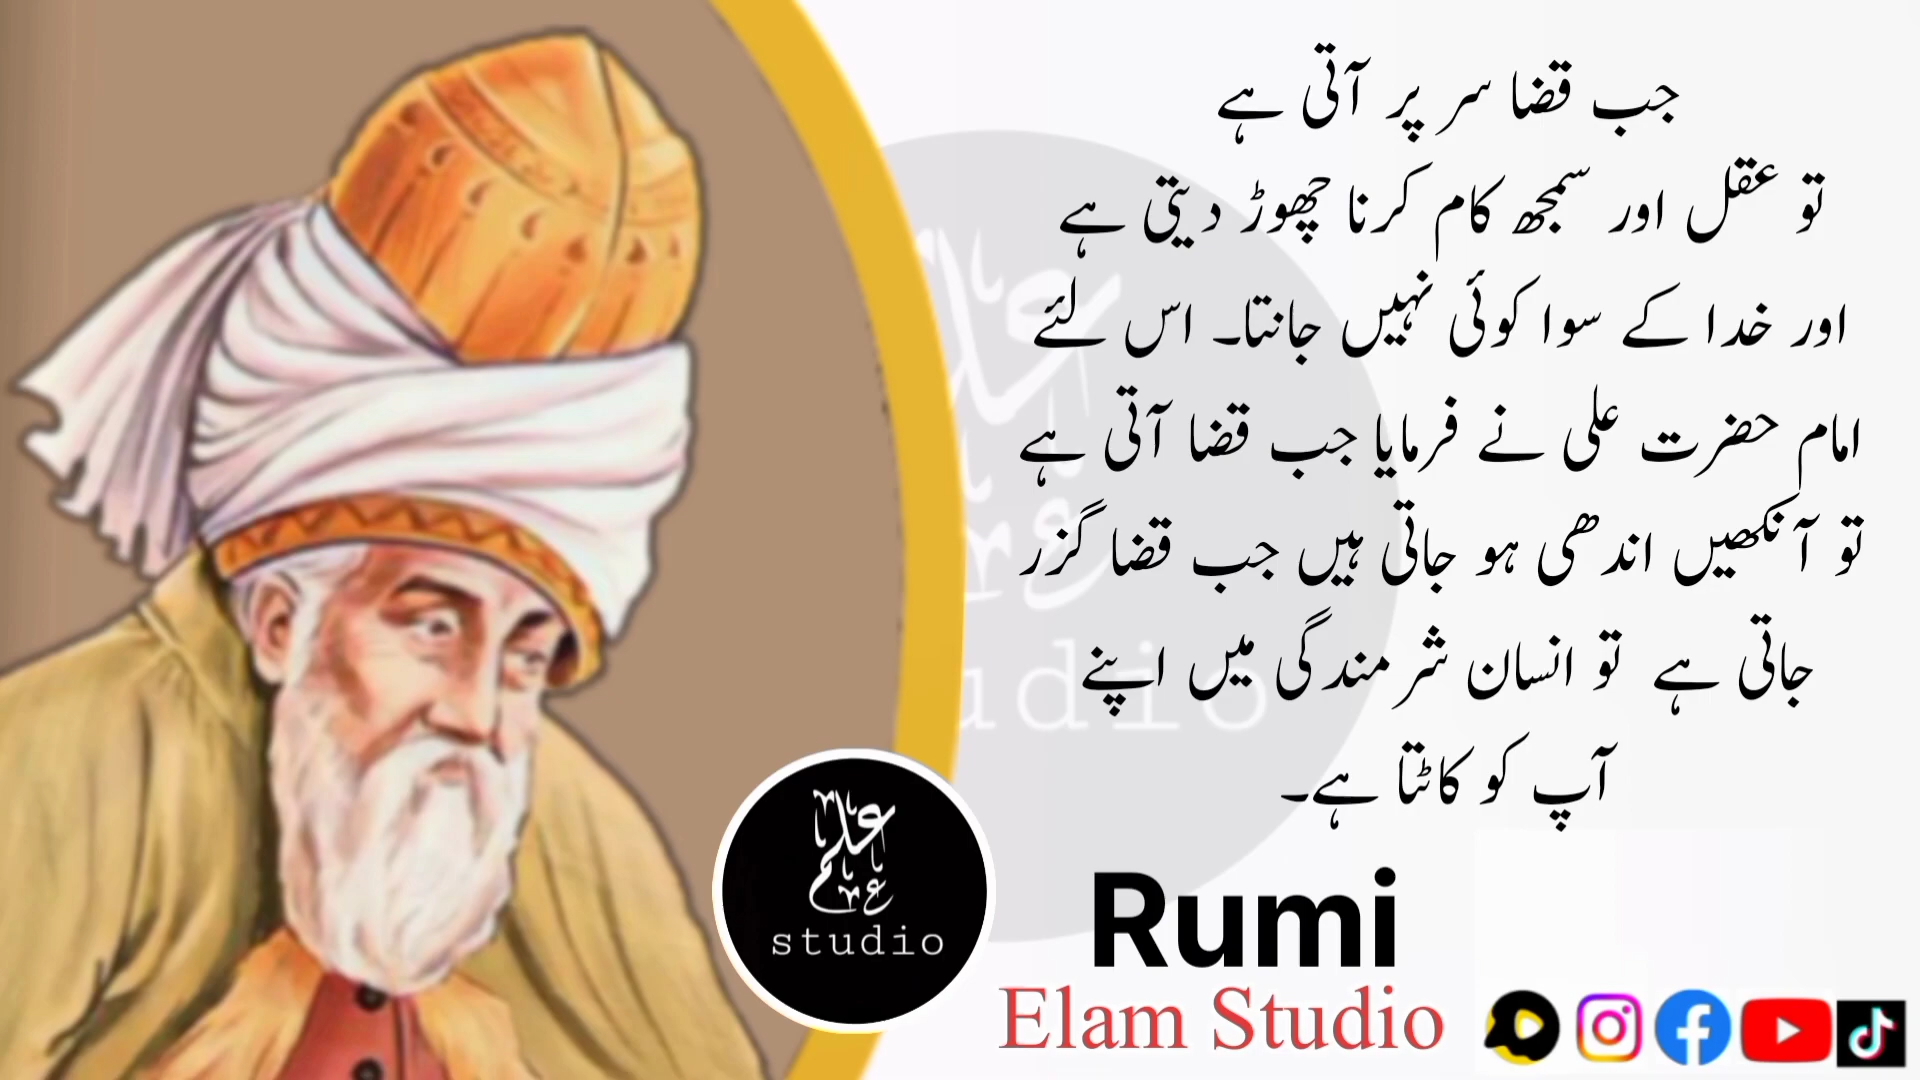 جب قضا سر پر آتی ہے
تو عقل اور سمجھ کام کرنا چھوڑ دیتی ہے
اور خدا کے سوا کوئی نہیں جانتا۔ اس لئے
امام حضرت علی نے فرمایا جب قضا آتی ہے
تو آنکھیں اندھی ہو جاتی ہیں جب قضا گزر
جاتی ہے تو انسان شرمندگی میں اپنے
آپ کو کاٹتا ہے۔
Rumi
Elam Studio
علم
studio